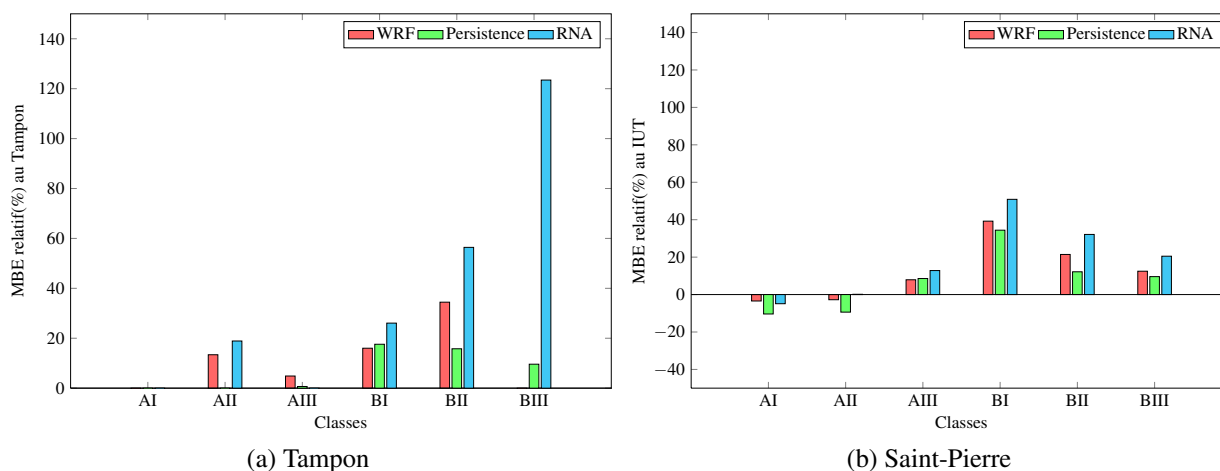 WRF Persistence RNA
140
120
100
80
60
40
20
0
MBE relatif(%) au Tampon
AI AII AIII BI BII BIII
Classes
(a) Tampon
WRF Persistence RNA
140
120
100
80
60
40
20
0
−20
−40
MBE relatif(%) au IUT
AI AII AIII BI BII BIII
Classes
(b) Saint-Pierre